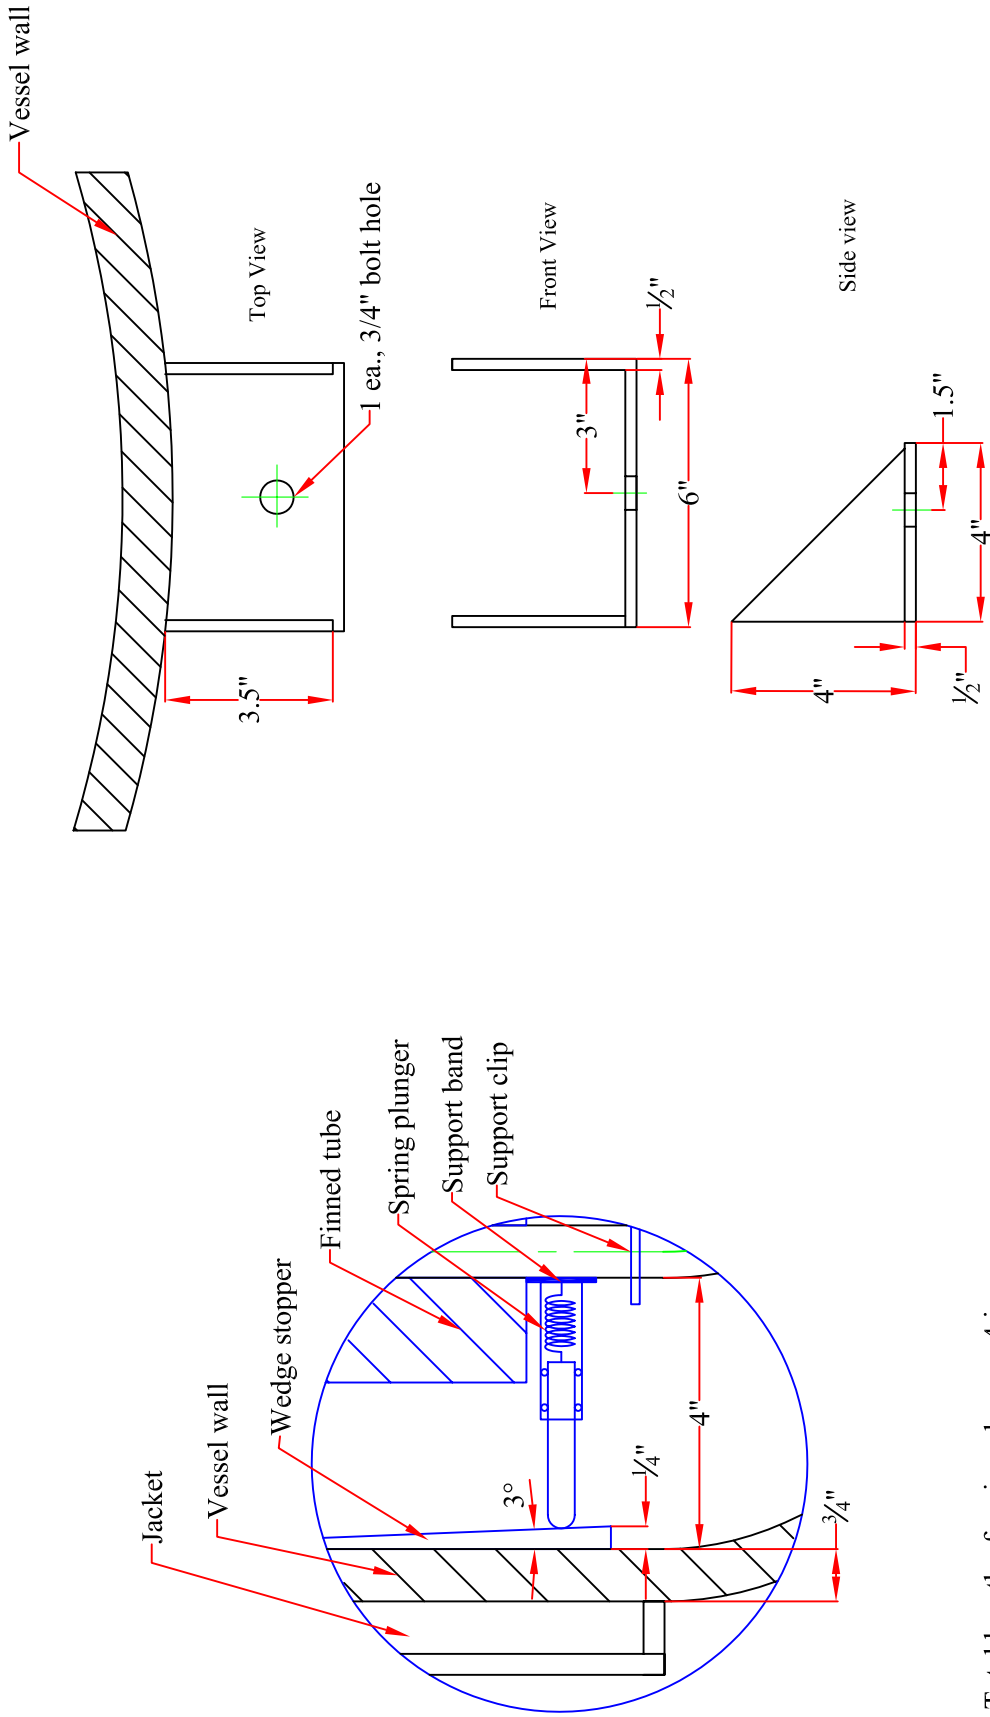 Jacket
Vessel wall
Wedge stopper
Finned tube
Spring plunger
Support band
Support clip
3°
¼"
4"
¾"
Vessel wall
Top View
3.5"
1 ea., 3/4" bolt hole
Front View
3"
½"
6"
Side view
4"
½"
1.5"
4"